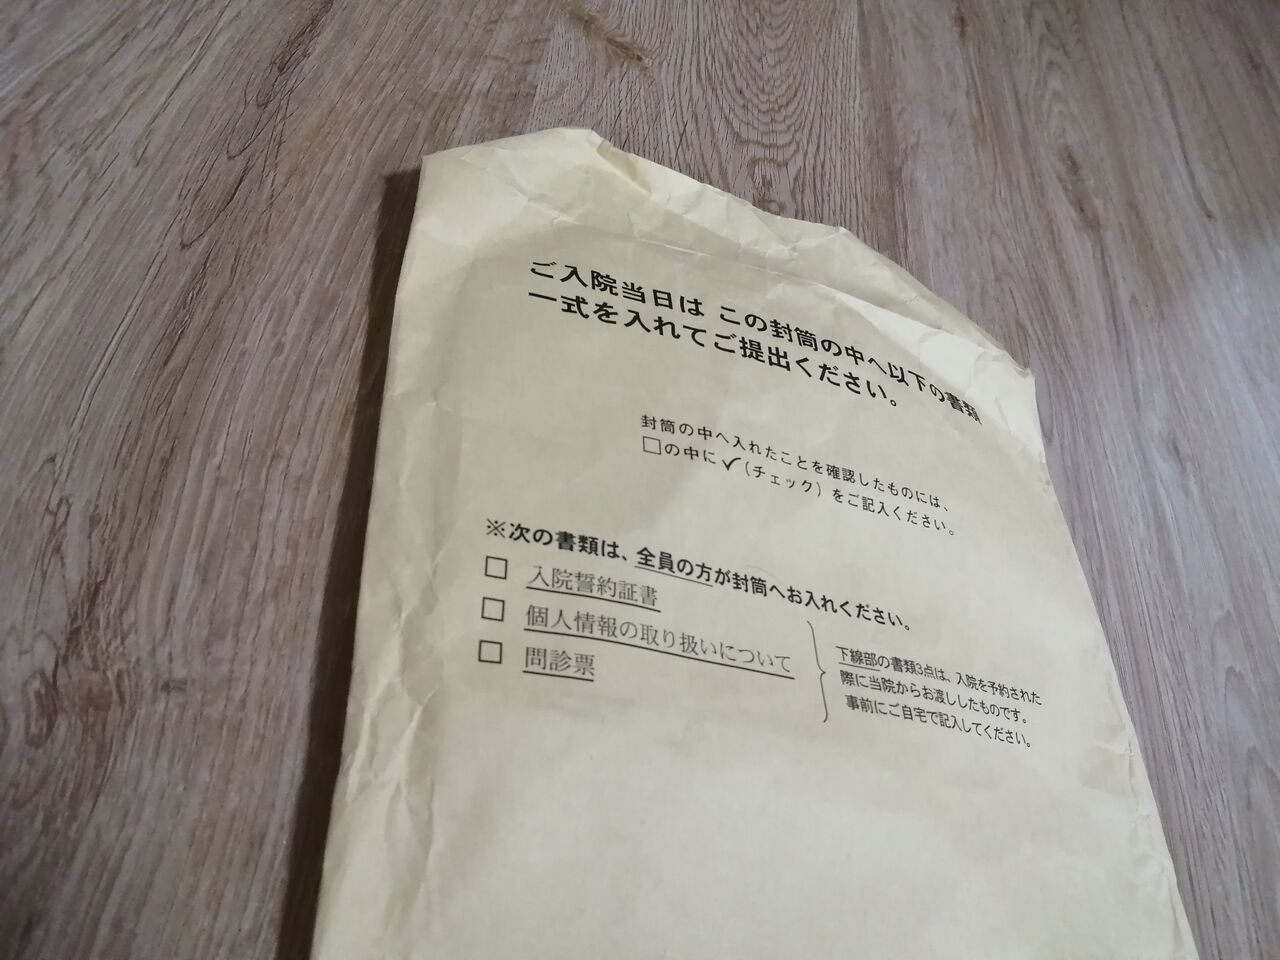 ご入院当日は この封筒の中へ以下の書類
一式を入れてご提出ください。
封筒の中へ入れたことを確認したものには、
□の中に✓(チェック)をご記入ください。
※次の書類は、全員の方が封筒へお入れください。
□ 入院誓約証書
□ 個人情報の取り扱いについて
□ 問診票
下線部の書類3点は、入院を予約された
際に当院からお渡ししたものです。
事前にご自宅で記入してください。